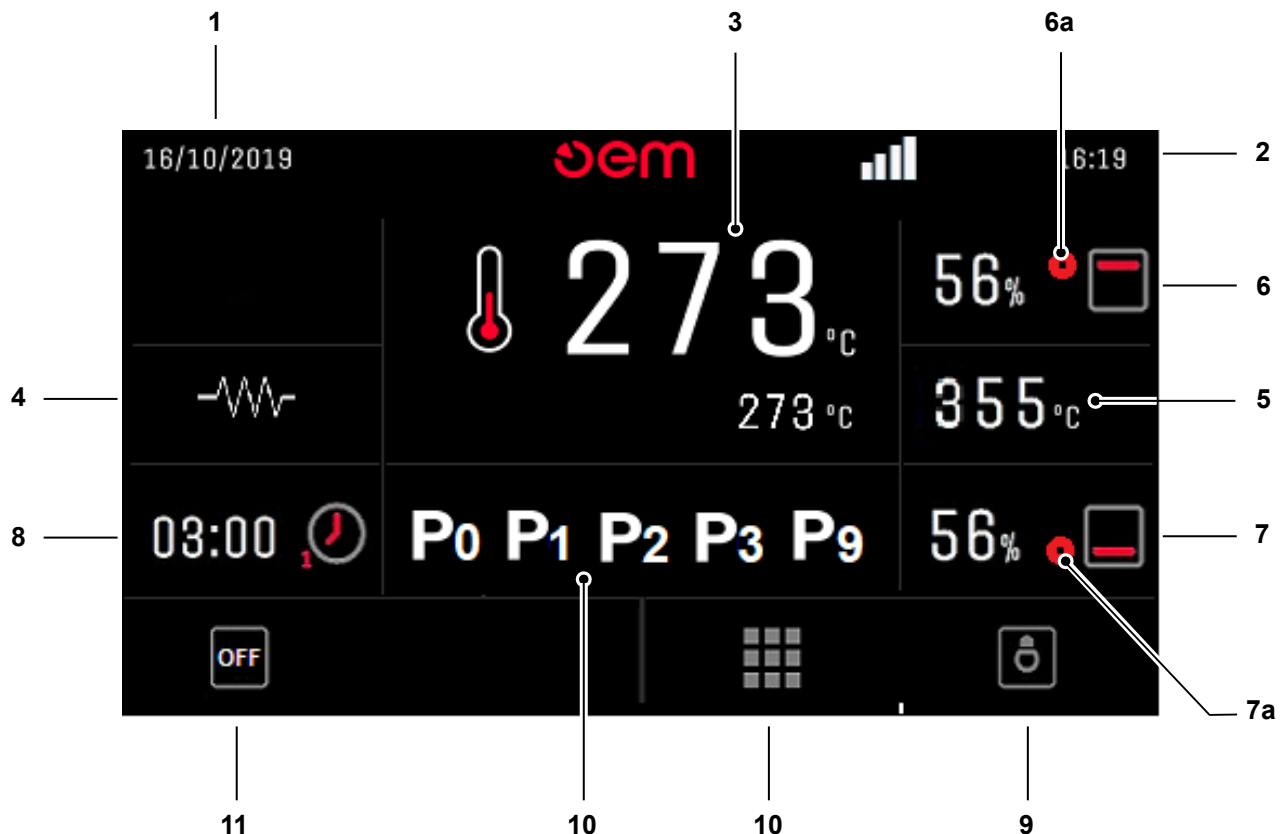 1 3 6a
16/10/2019 oem 16:19 2
273 °C 56% 6
4 273 °C 355 °C 5
8 03:00 1 P0 P1 P2 P3 P9 56% 7
OFF
7a
11 10 10 9